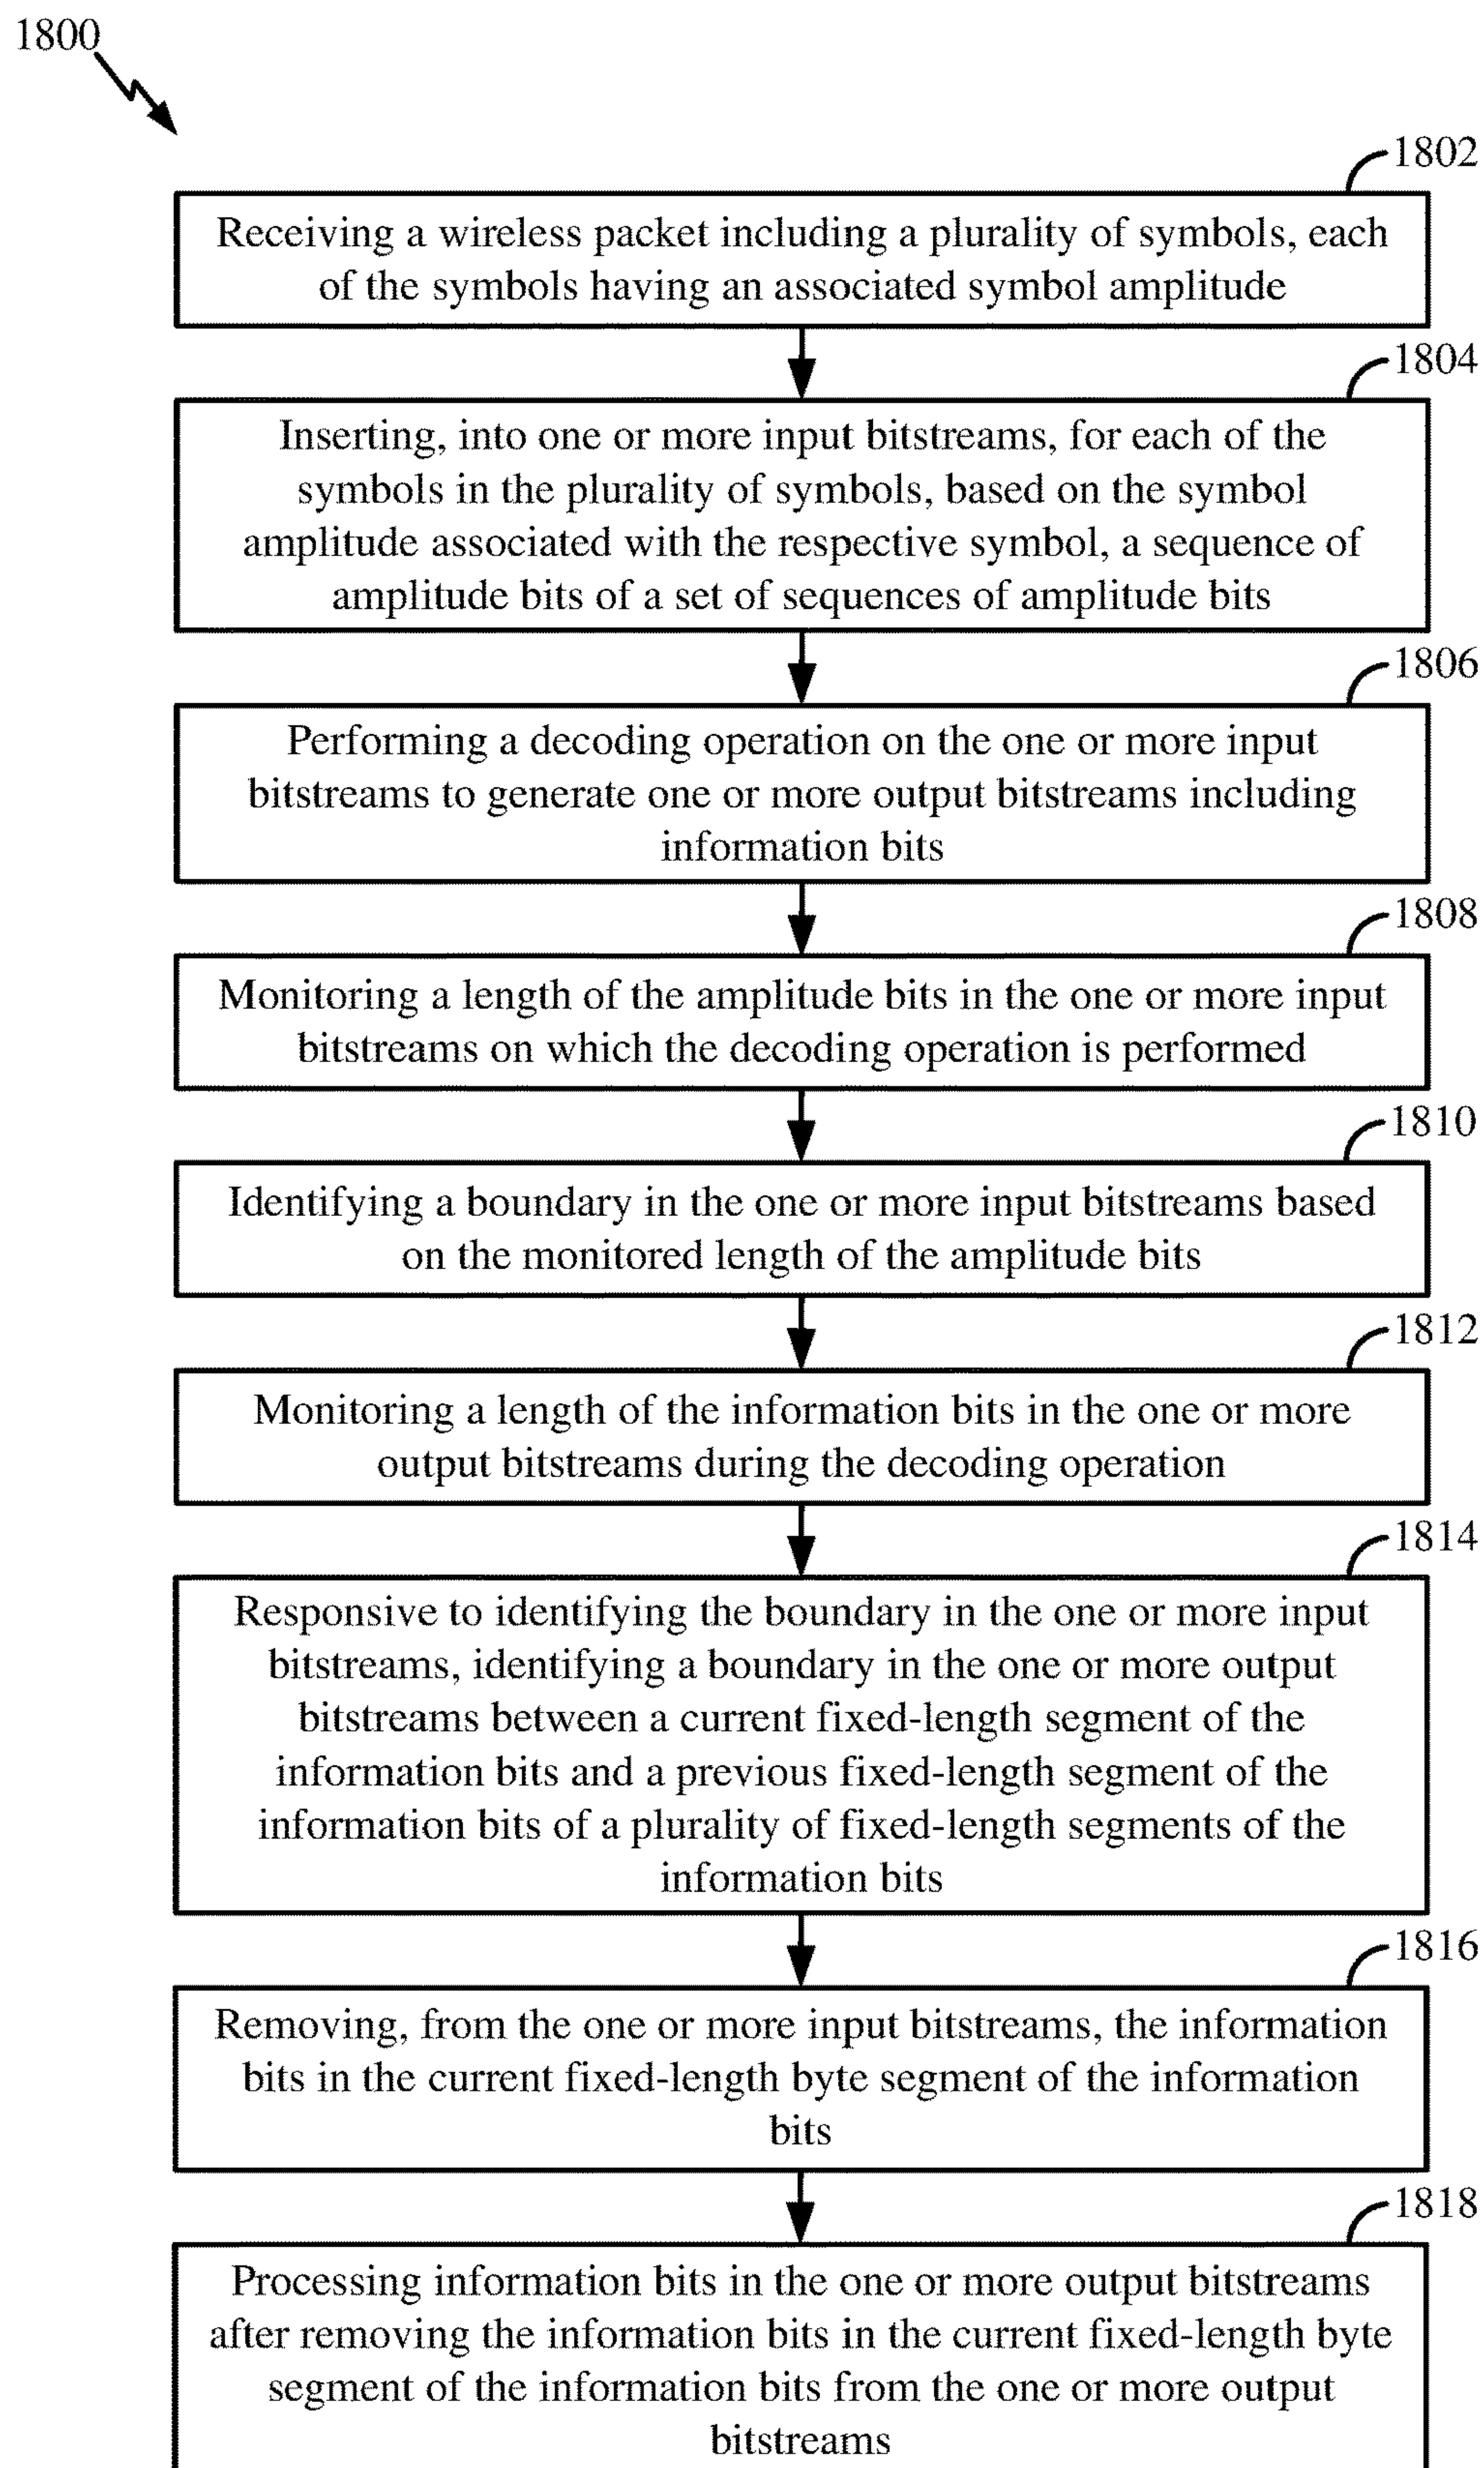 1800
1802
Receiving a wireless packet including a plurality of symbols, each
of the symbols having an associated symbol amplitude
1804
Inserting, into one or more input bitstreams, for each of the
symbols in the plurality of symbols, based on the symbol
amplitude associated with the respective symbol, a sequence of
amplitude bits of a set of sequences of amplitude bits
1806
Performing a decoding operation on the one or more input
bitstreams to generate one or more output bitstreams including
information bits
1808
Monitoring a length of the amplitude bits in the one or more input
bitstreams on which the decoding operation is performed
1810
Identifying a boundary in the one or more input bitstreams based
on the monitored length of the amplitude bits
1812
Monitoring a length of the information bits in the one or more
output bitstreams during the decoding operation
1814
Responsive to identifying the boundary in the one or more input
bitstreams, identifying a boundary in the one or more output
bitstreams between a current fixed-length segment of the
information bits and a previous fixed-length segment of the
information bits of a plurality of fixed-length segments of the
information bits
1816
Removing, from the one or more input bitstreams, the information
bits in the current fixed-length byte segment of the information
bits
1818
Processing information bits in the one or more output bitstreams
after removing the information bits in the current fixed-length byte
segment of the information bits from the one or more output
bitstreams